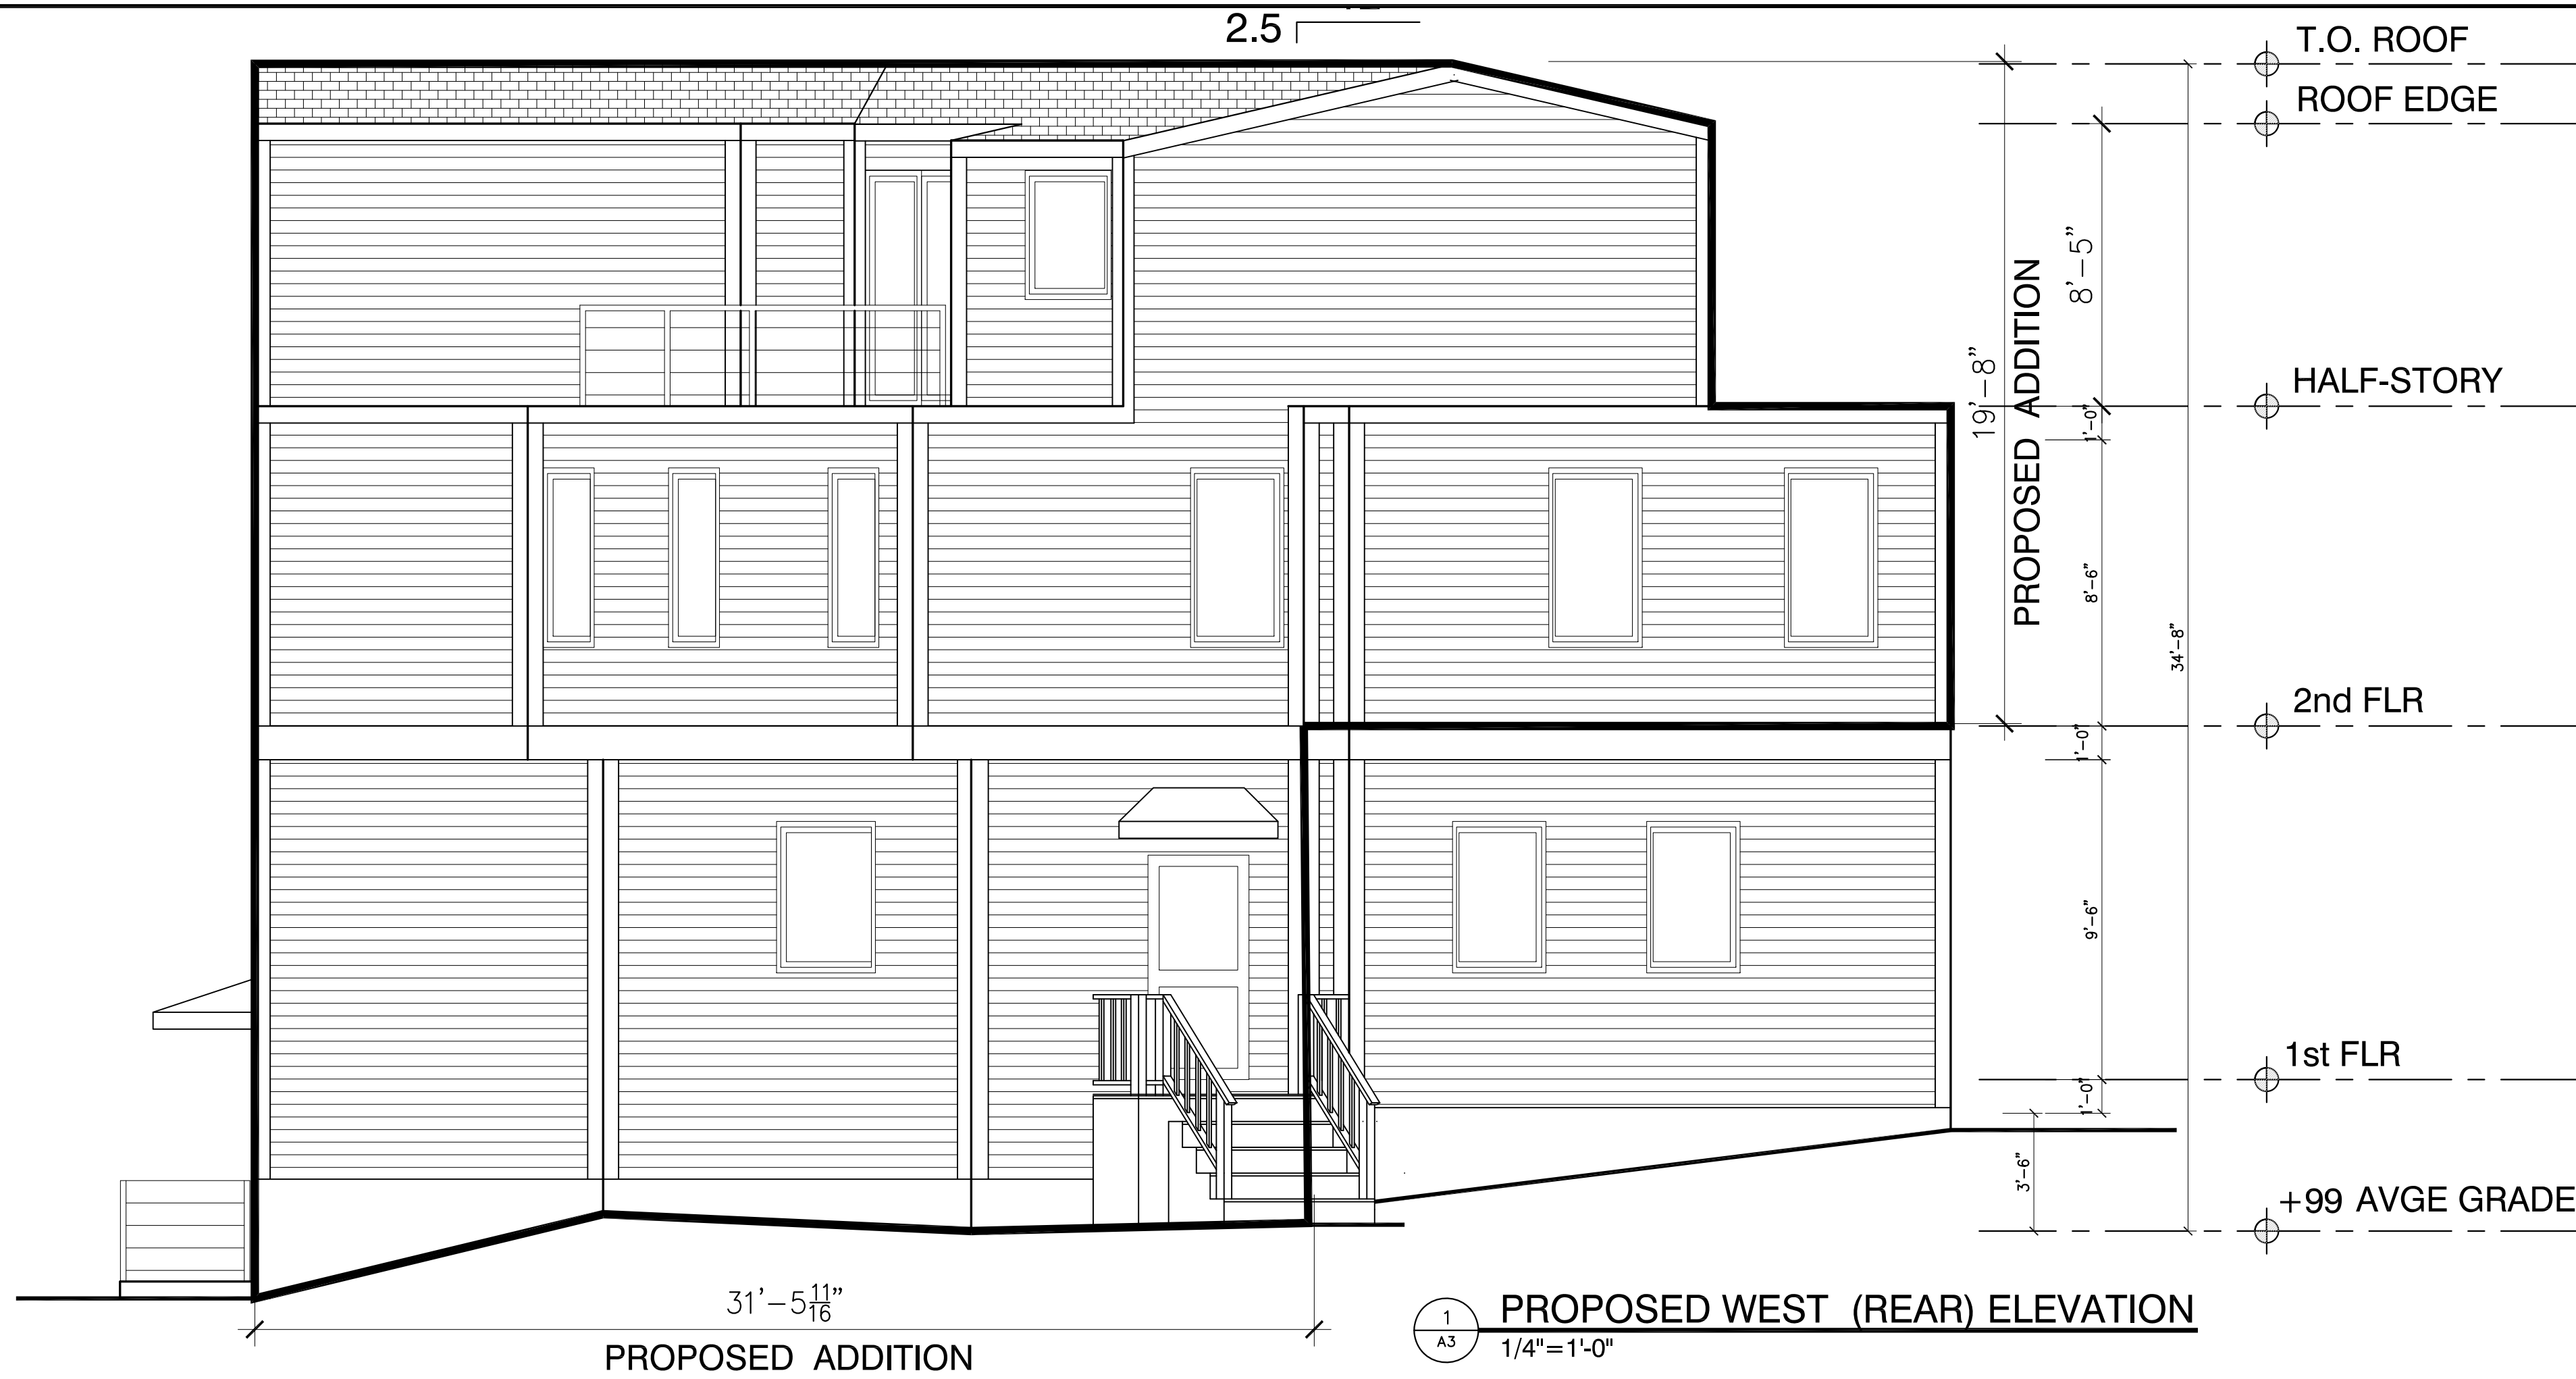 2.5
T.O. ROOF
ROOF EDGE
8'-5"
PROPOSED ADDITION
19'-8"
HALF-STORY
1'-0"
8'-6"
34'-8"
2nd FLR
1'-0"
9'-6"
1st FLR
1'-0"
3'-6"
+99 AVGE GRADE
31'-5 11/16"
PROPOSED ADDITION
1
A3
PROPOSED WEST (REAR) ELEVATION
1/4"=1'-0"